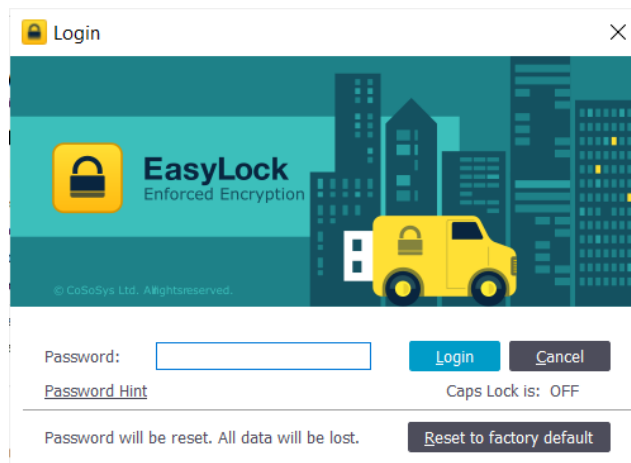 Login
EasyLock
Enforced Encryption
© CoSoSys Ltd. Allrightsreserved.
Password:
Login
Cancel
Password Hint
Caps Lock is: OFF
Password will be reset. All data will be lost.
Reset to factory default